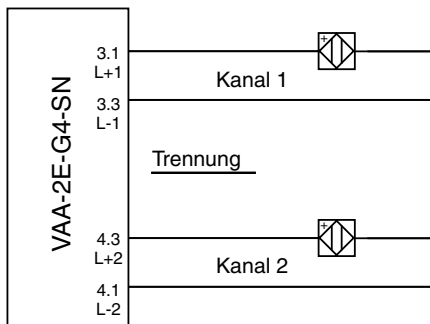 VAA-2E-G4-SN
3.1
L+1
+
Kanal 1
3.3
L-1
Trennung
4.3
L+2
+
Kanal 2
4.1
L-2